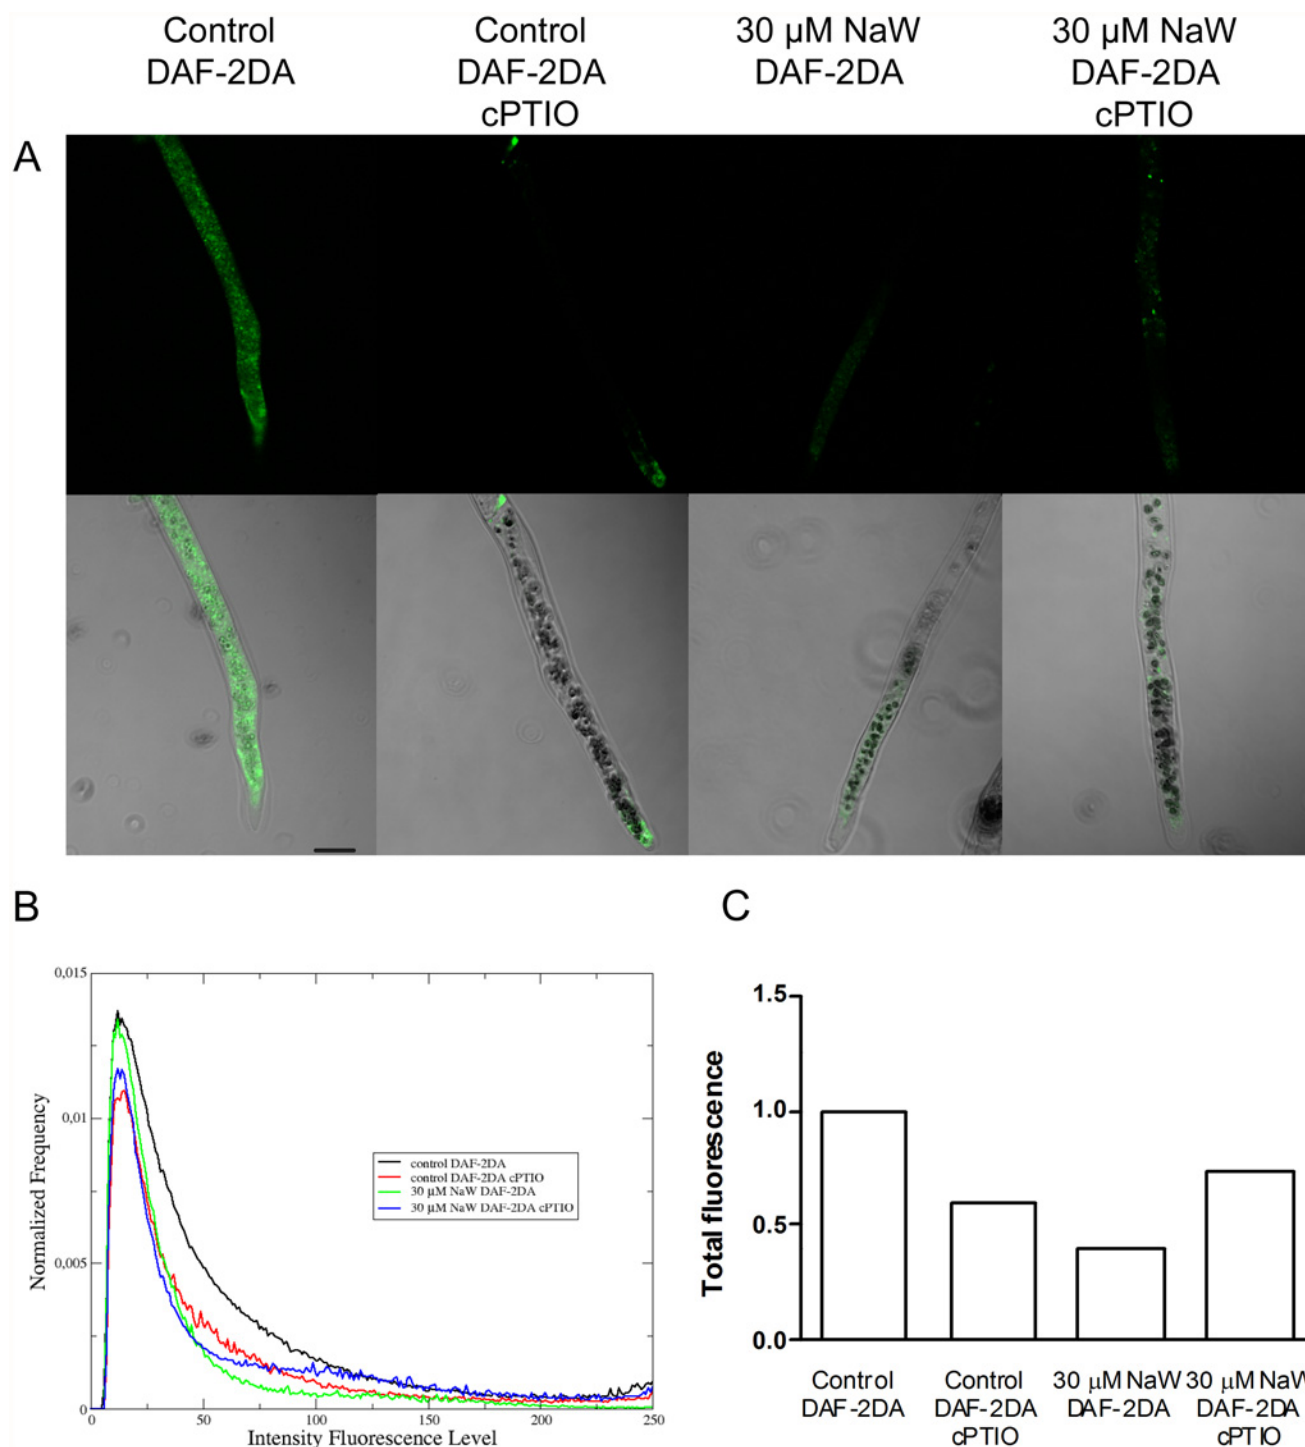 Control
DAF-2DA
Control
DAF-2DA
cPTIO
30 µM NaW
DAF-2DA
30 µM NaW
DAF-2DA
cPTIO
A
B
C
0,015
0,01
0,005
0
Normalized Frequency
control DAF-2DA
control DAF-2DA cPTIO
30 µM NaW DAF-2DA
30 µM NaW DAF-2DA cPTIO
0
50
100
150
200
250
Intensity Fluorescence Level
1.5
1.0
0.5
0.0
Total fluorescence
Control
DAF-2DA
Control
DAF-2DA
cPTIO
30 µM NaW
DAF-2DA
30 µM NaW
DAF-2DA
cPTIO